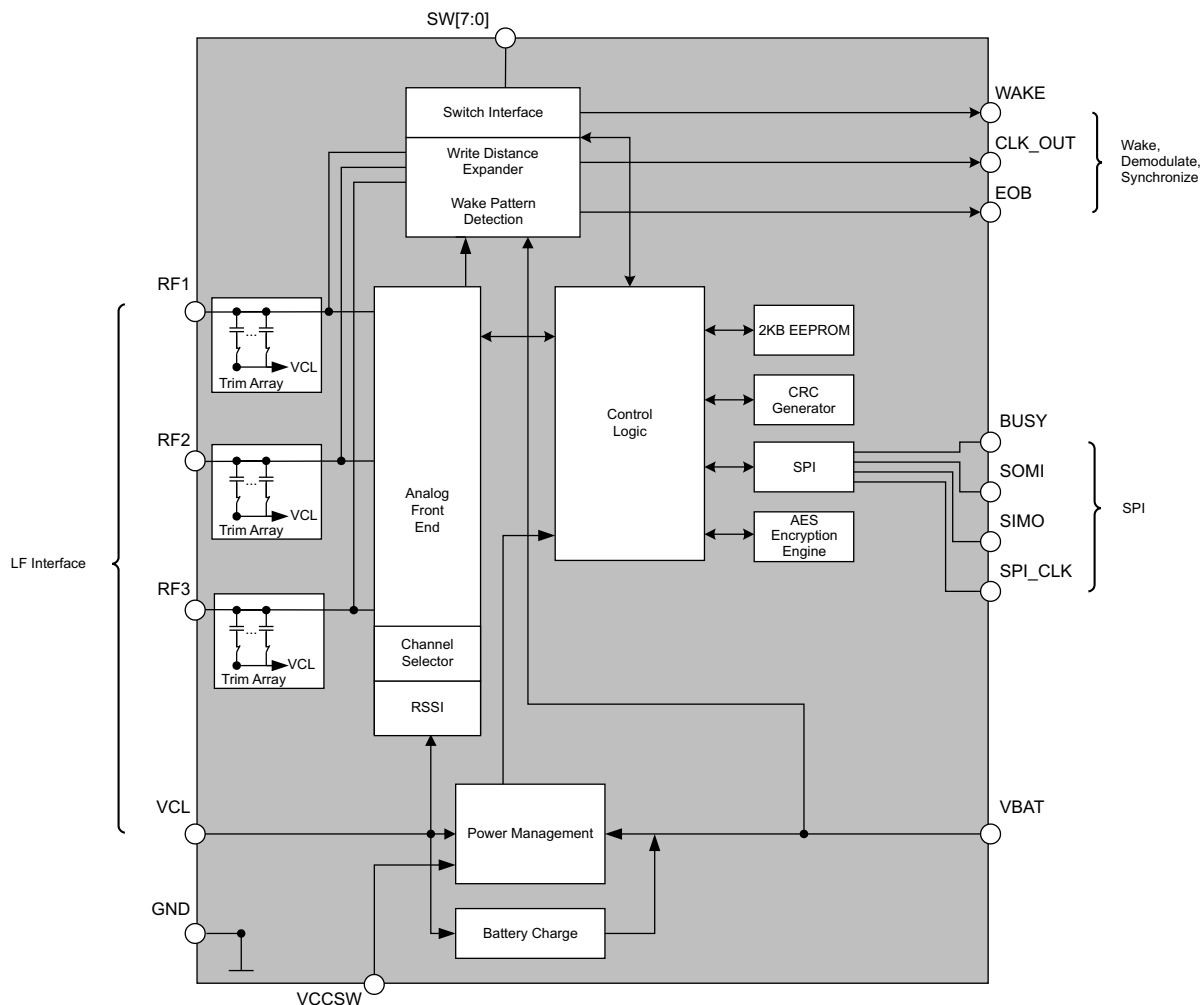 SW[7:0]
Switch Interface
Write Distance
Expander
Wake Pattern
Detection
WAKE
CLK_OUT
EOB
Wake,
Demodulate,
Synchronize
RF1
...
VCL
Trim Array
RF2
...
VCL
Trim Array
RF3
...
VCL
Trim Array
LF Interface
Analog
Front
End
Channel
Selector
RSSI
Control
Logic
2KB EEPROM
CRC
Generator
SPI
AES
Encryption
Engine
BUSY
SOMI
SIMO
SPI_CLK
SPI
VCL
Power Management
VBAT
GND
Battery Charge
VCCSW